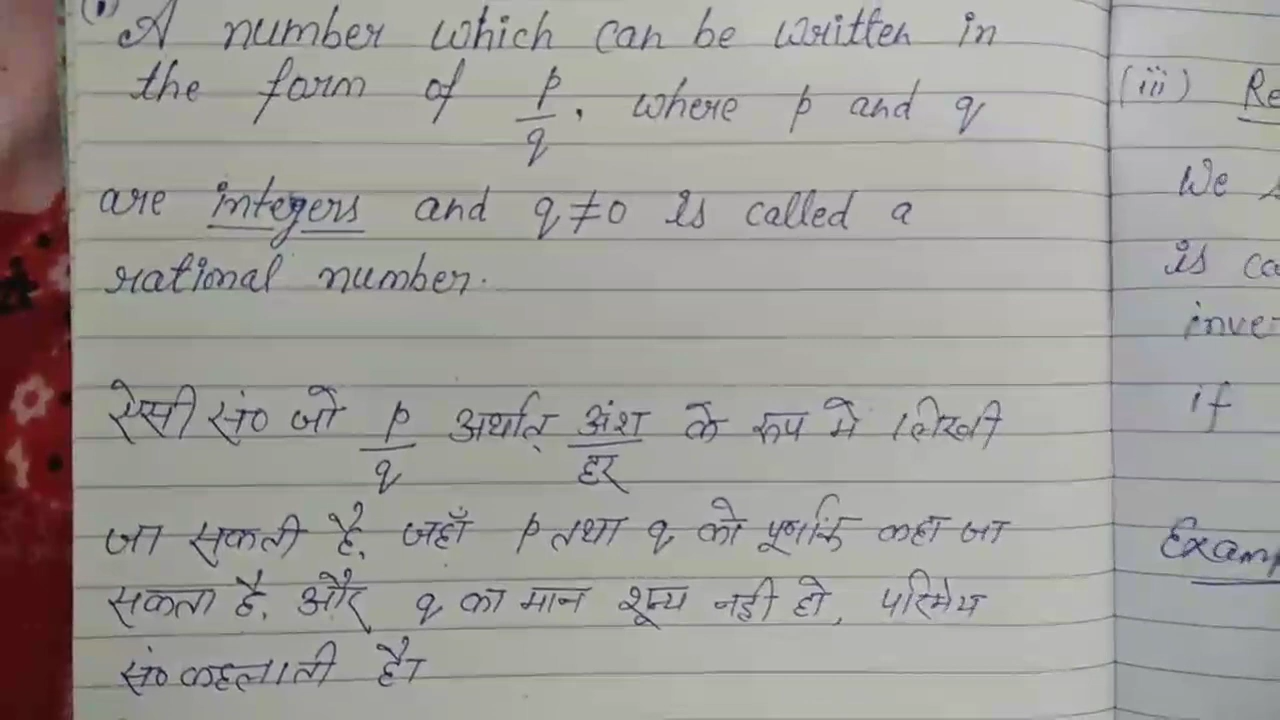 (i) A number which can be written in
the form of p/q, where p and q
are integers and q≠0 is called a
rational number.
ऐसी सं० जो p/q अर्थात् अंश/हर के रूप मे लिखी
जा सकती है, जहाँ p तथा q को पूर्णांक कहा जा
सकता है, और q का मान शून्य नही हो, परिमेय
सं० कहलाती है।
(iii) Re
We
is ca
inve
if
Examp